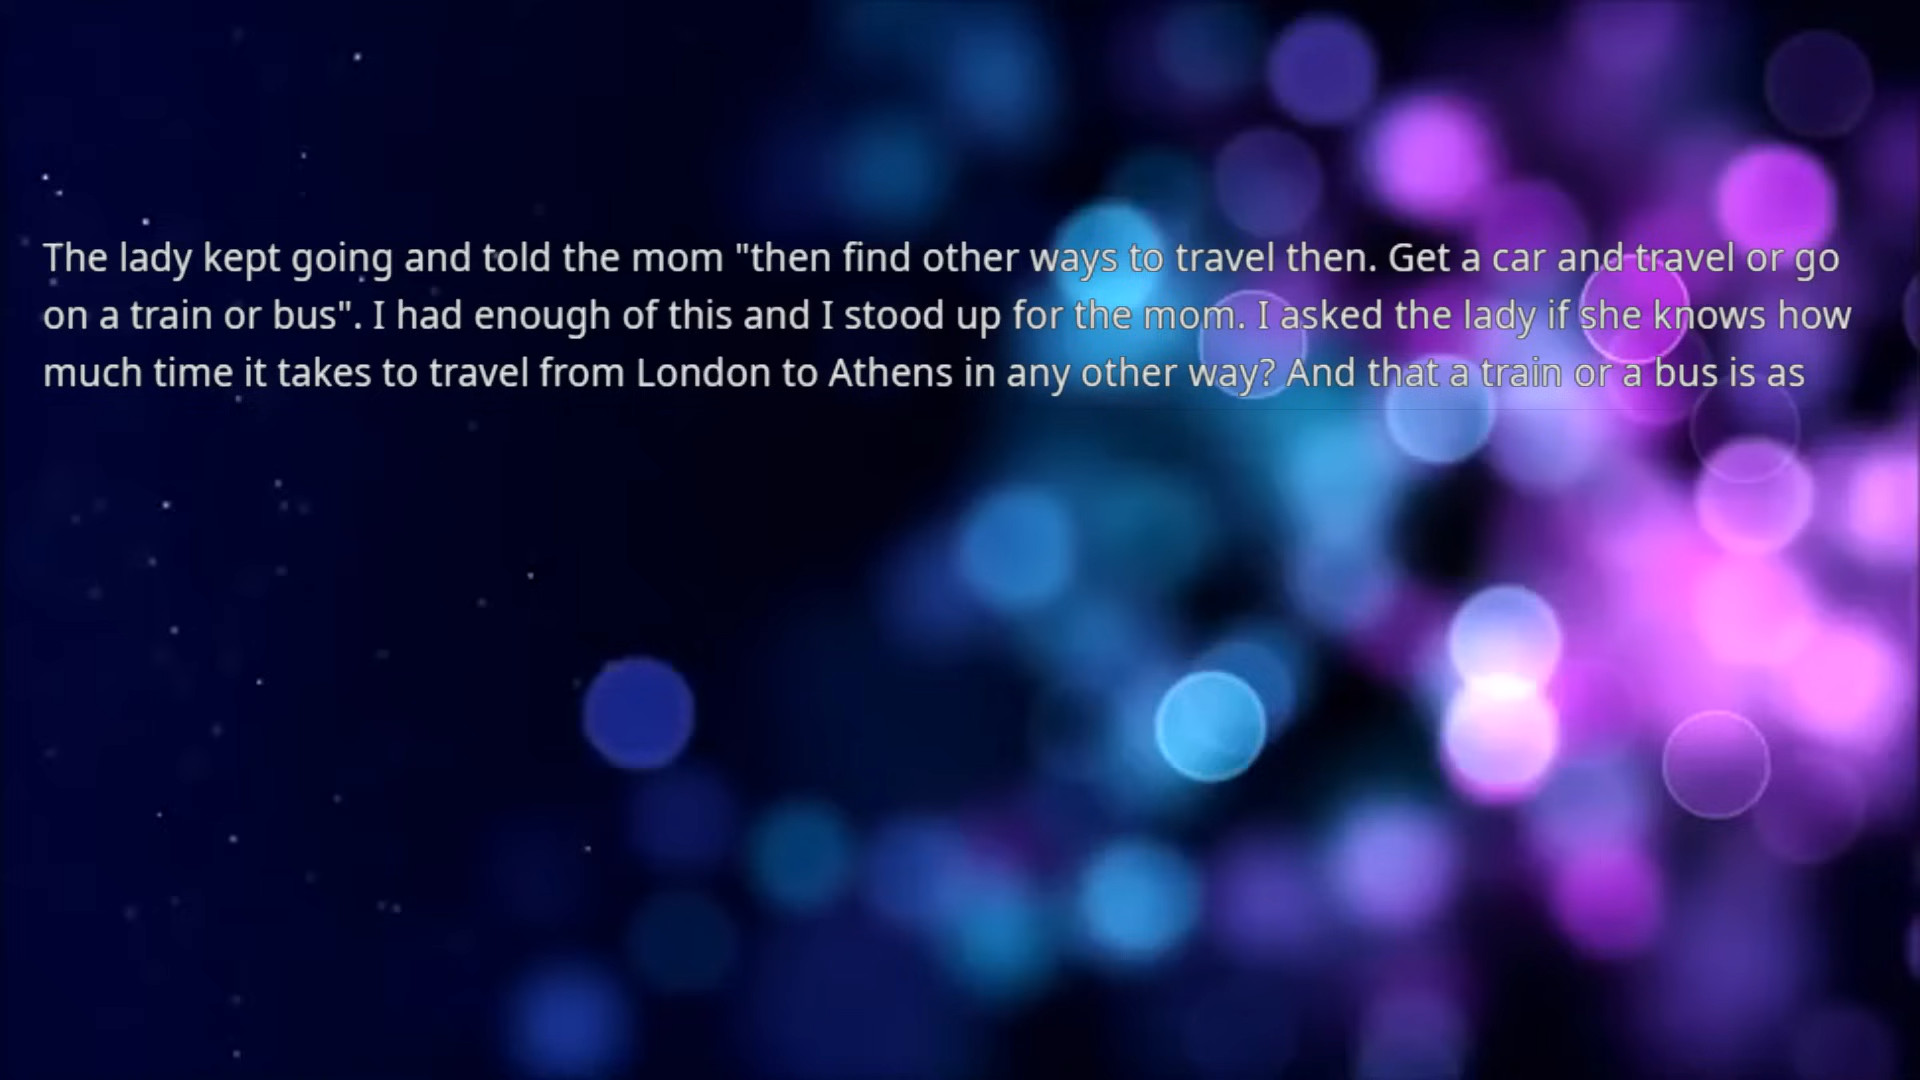 The lady kept going and told the mom "then find other ways to travel then. Get a car and travel or go
on a train or bus". I had enough of this and I stood up for the mom. I asked the lady if she knows how
much time it takes to travel from London to Athens in any other way? And that a train or a bus is as